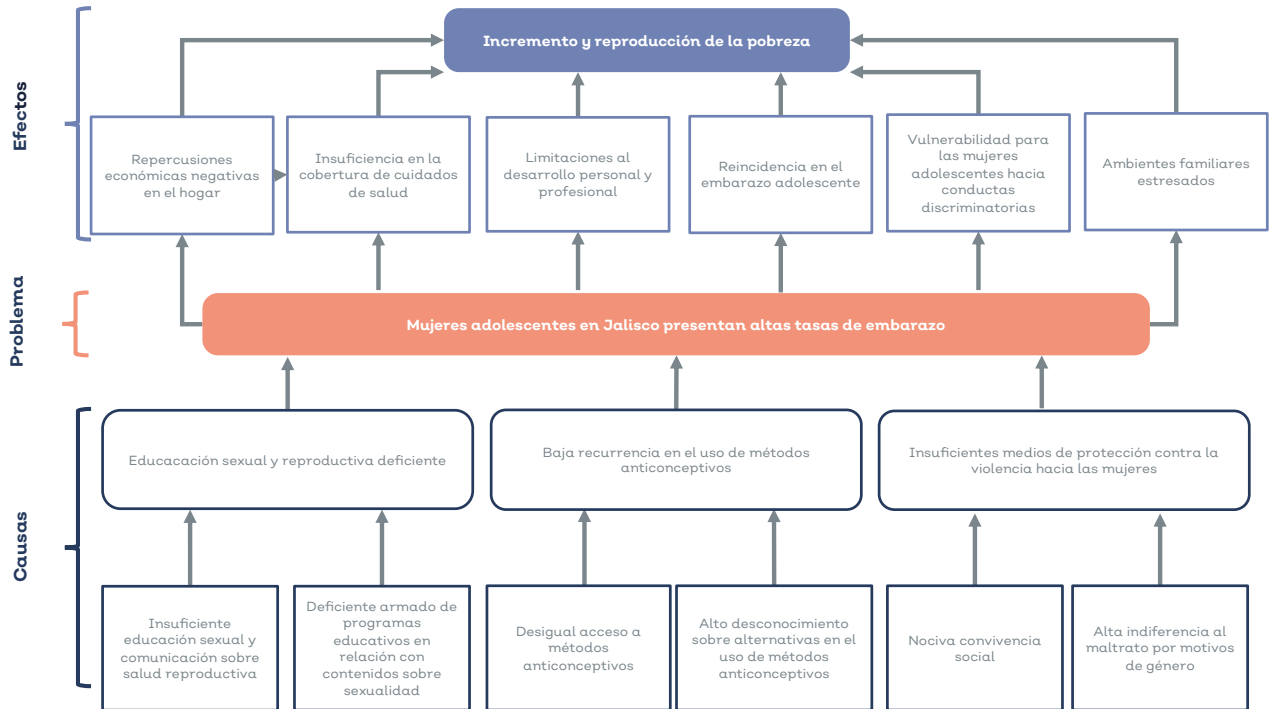 Efectos
Incremento y reproducción de la pobreza
Repercusiones
económicas negativas
en el hogar
Insuficiencia en la
cobertura de cuidados
de salud
Limitaciones al
desarrollo personal y
profesional
Reincidencia en el
embarazo adolescente
Vulnerabilidad para
las mujeres
adolescentes hacia
conductas
discriminatorias
Ambientes familiares
estresados
Problema
Mujeres adolescentes en Jalisco presentan altas tasas de embarazo
Causas
Educacación sexual y reproductiva deficiente
Baja recurrencia en el uso de métodos
anticonceptivos
Insuficientes medios de protección contra la
violencia hacia las mujeres
Insuficiente
educación sexual y
comunicación sobre
salud reproductiva
Deficiente armado de
programas
educativos en
relación con
contenidos sobre
sexualidad
Desigual acceso a
métodos
anticonceptivos
Alto desconocimiento
sobre alternativas en el
uso de métodos
anticonceptivos
Nociva convivencia
social
Alta indiferencia al
maltrato por motivos
de género